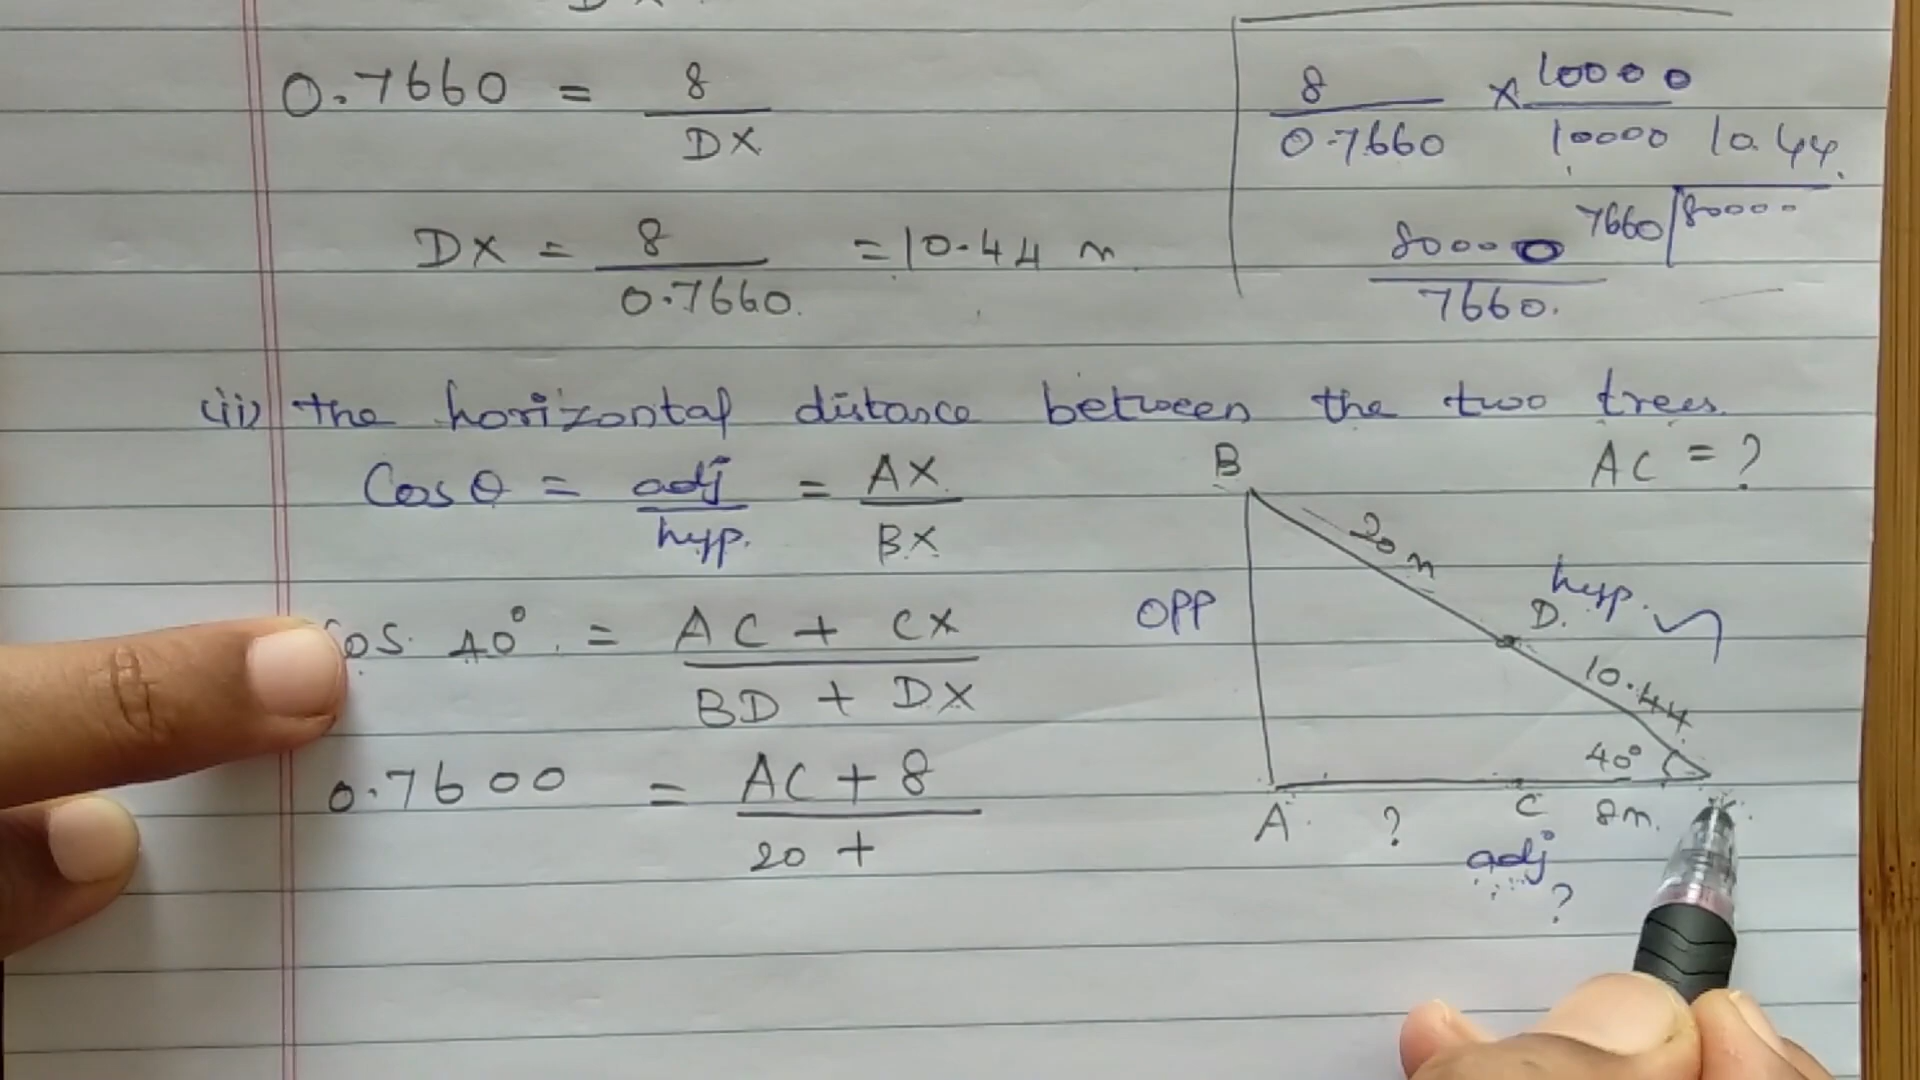 0.7660 = 8 / DX
DX = 8 / 0.7660. = 10.44 m
8 / 0.7660 × 10000 / 10000
80000 / 7660.
10.44
7660 80000
(ii) the horizontal distance between the two trees.
AC = ?
Cos θ = adj / hyp. = AX / BX
Cos 40° = AC + CX / BD + DX
0.7600 = AC + 8 / 20 +
B
20 m
hyp.
OPP
D.
10.44
40°
A ? C 8m.
adj
?